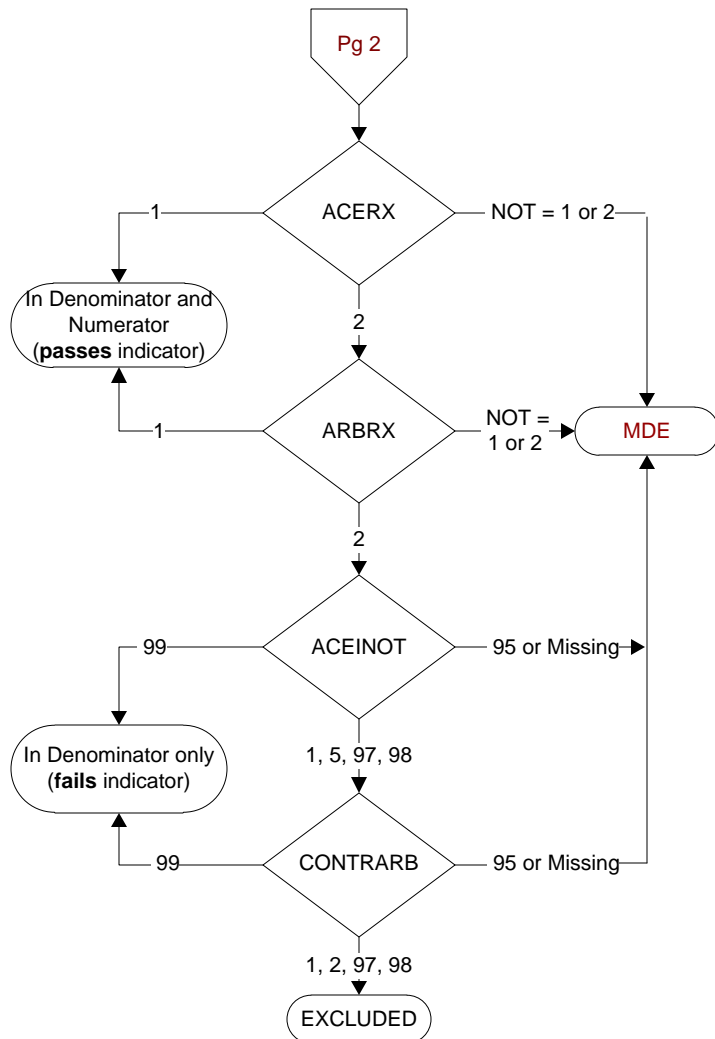 Pg 2
ACERX
1
NOT = 1 or 2
In Denominator and
Numerator
(passes indicator)
2
ARBRX
1
NOT =
1 or 2
MDE
2
ACEINOT
99
95 or Missing
In Denominator only
(fails indicator)
1, 5, 97, 98
CONTRARB
99
95 or Missing
1, 2, 97, 98
EXCLUDED